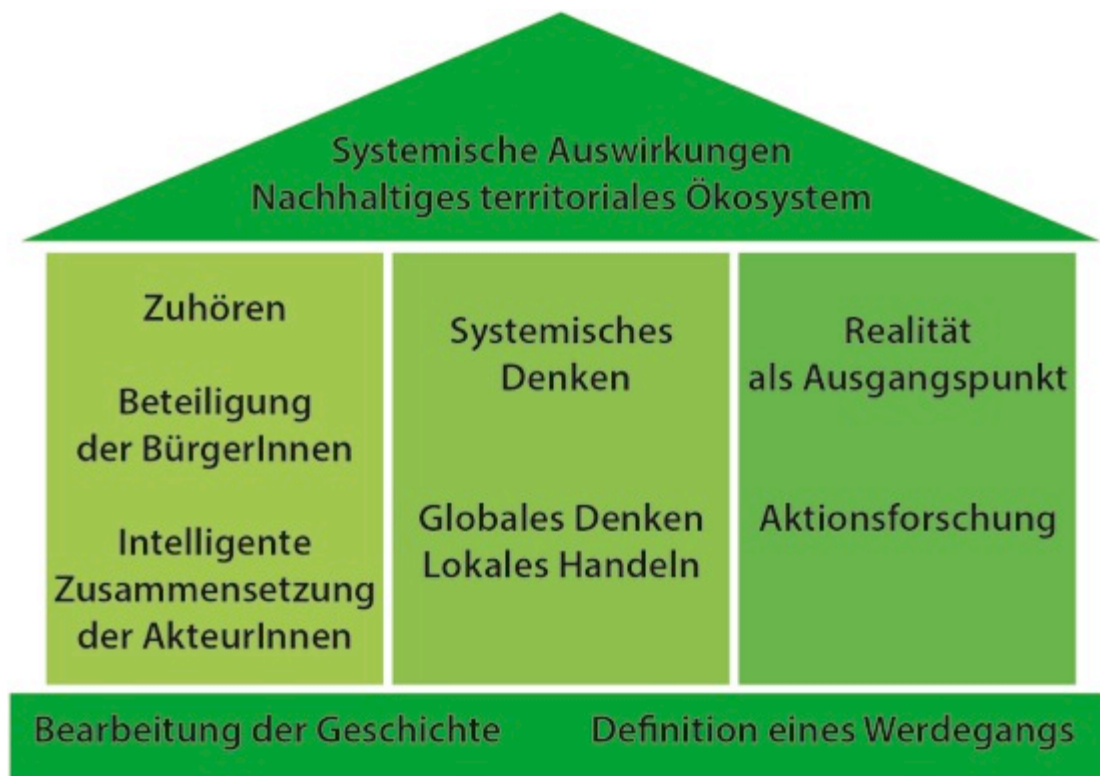 Systemische Auswirkungen
Nachhaltiges territoriales Ökosystem
Zuhören
Beteiligung
der BürgerInnen
Intelligente
Zusammensetzung
der AkteurInnen
Systemisches
Denken
Globales Denken
Lokales Handeln
Realität
als Ausgangspunkt
Aktionsforschung
Bearbeitung der Geschichte
Definition eines Werdegangs